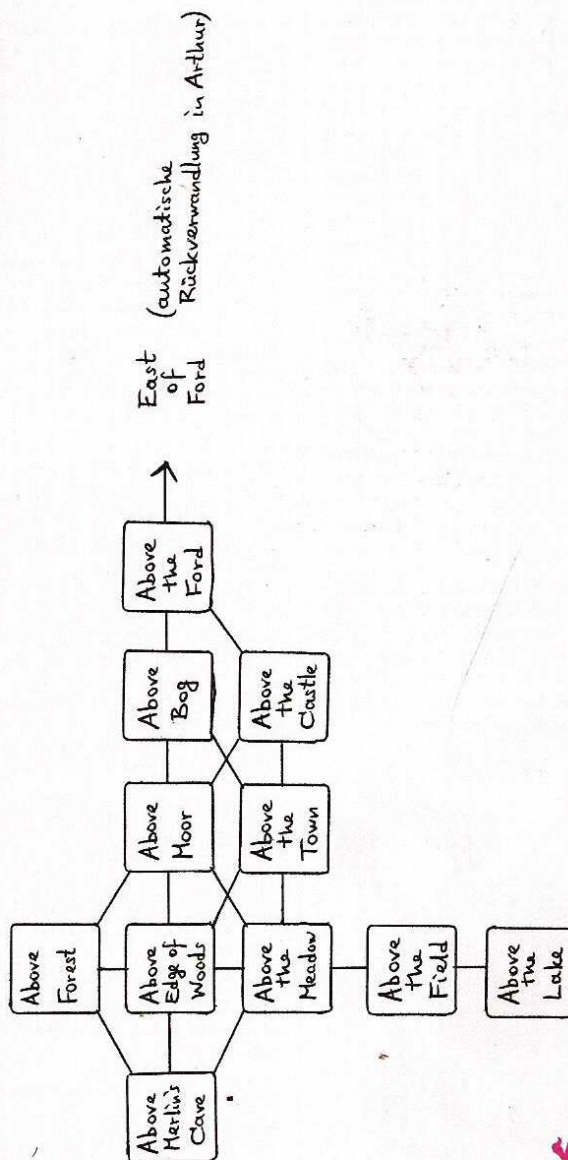 Above
Forest
Above
Merlin's
Cave
Above
Edge of
Woods
Above
Moor
Above
Bog
Above
the
Ford
East
of
Ford
(automatische
Rückverwandlung in Arthur)
Above
the
Meadow
Above
the
Town
Above
the
Castle
Above
the
Field
Above
the
Lake